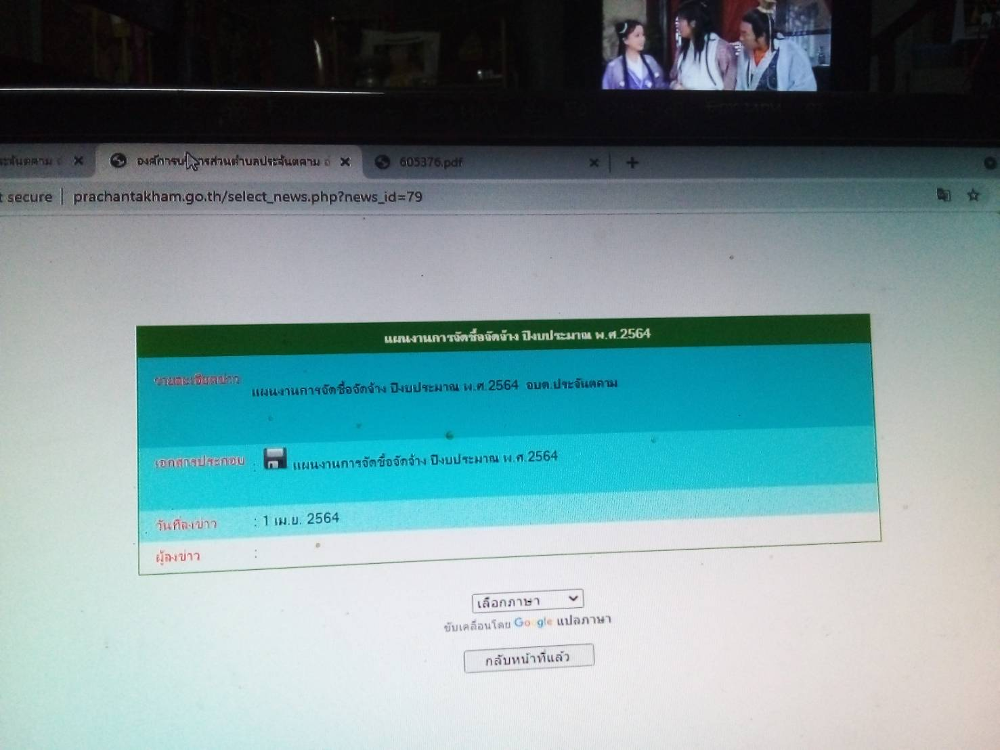 องค์การบริหารส่วนตำบลประจันตคาม
605376.pdf
secure | prachantakham.go.th/select_news.php?news_id=79
แผนงานการจัดซื้อจัดจ้าง ปีงบประมาณ พ.ศ.2564
รายละเอียดข่าว
แผนงานการจัดซื้อจัดจ้าง ปีงบประมาณ พ.ศ.2564 อบต.ประจันตคาม
เอกสารประกอบ : แผนงานการจัดซื้อจัดจ้าง ปีงบประมาณ พ.ศ.2564
วันที่ลงข่าว : 1 เม.ย. 2564
ผู้ลงข่าว :
เลือกภาษา
ขับเคลื่อนโดย Google แปลภาษา
กลับหน้าที่แล้ว